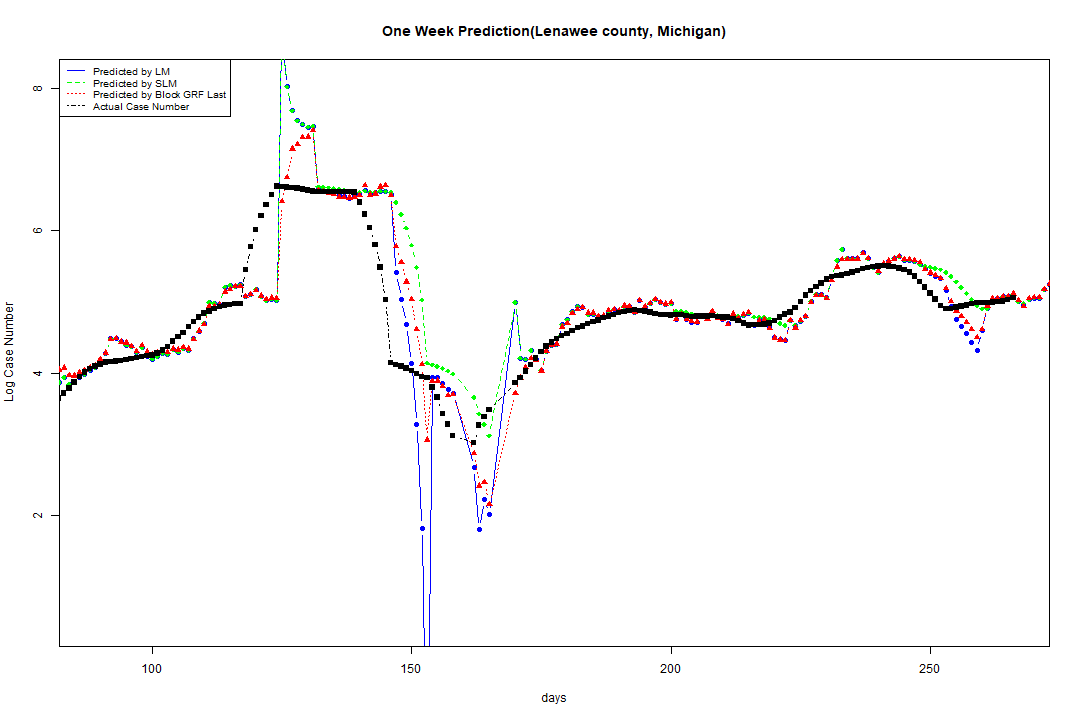 One Week Prediction(Lenawee county, Michigan)
Predicted by LM
Predicted by SLM
Predicted by Block GRF Last
Actual Case Number
Log Case Number
8
6
4
2
100
150
200
250
days